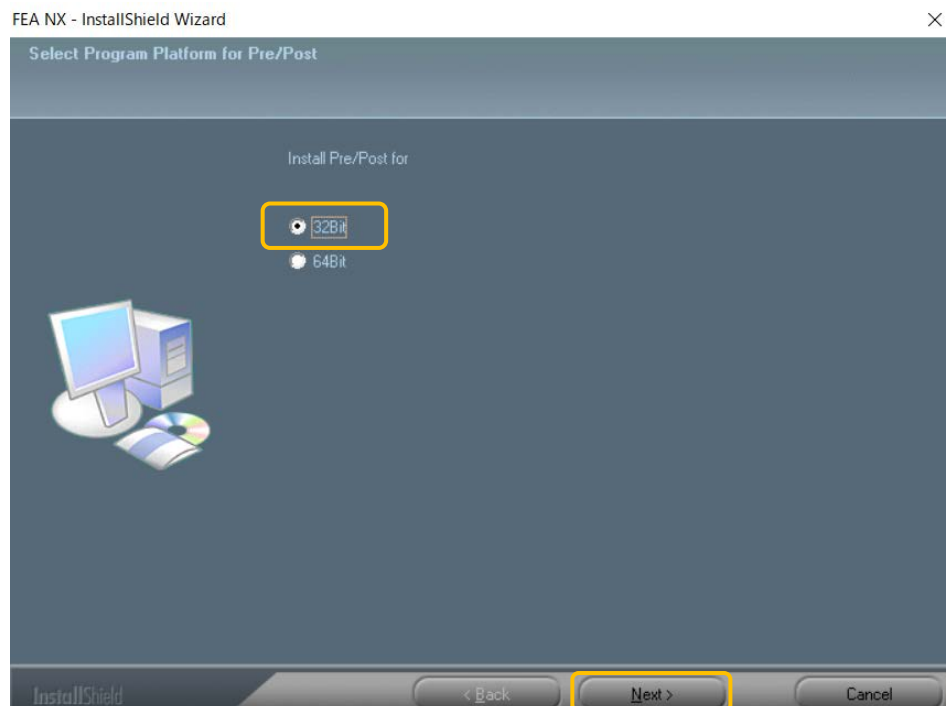 FEA NX - InstallShield Wizard
Select Program Platform for Pre/Post
Install Pre/Post for
32Bit
64Bit
InstallShield
< Back
Next >
Cancel